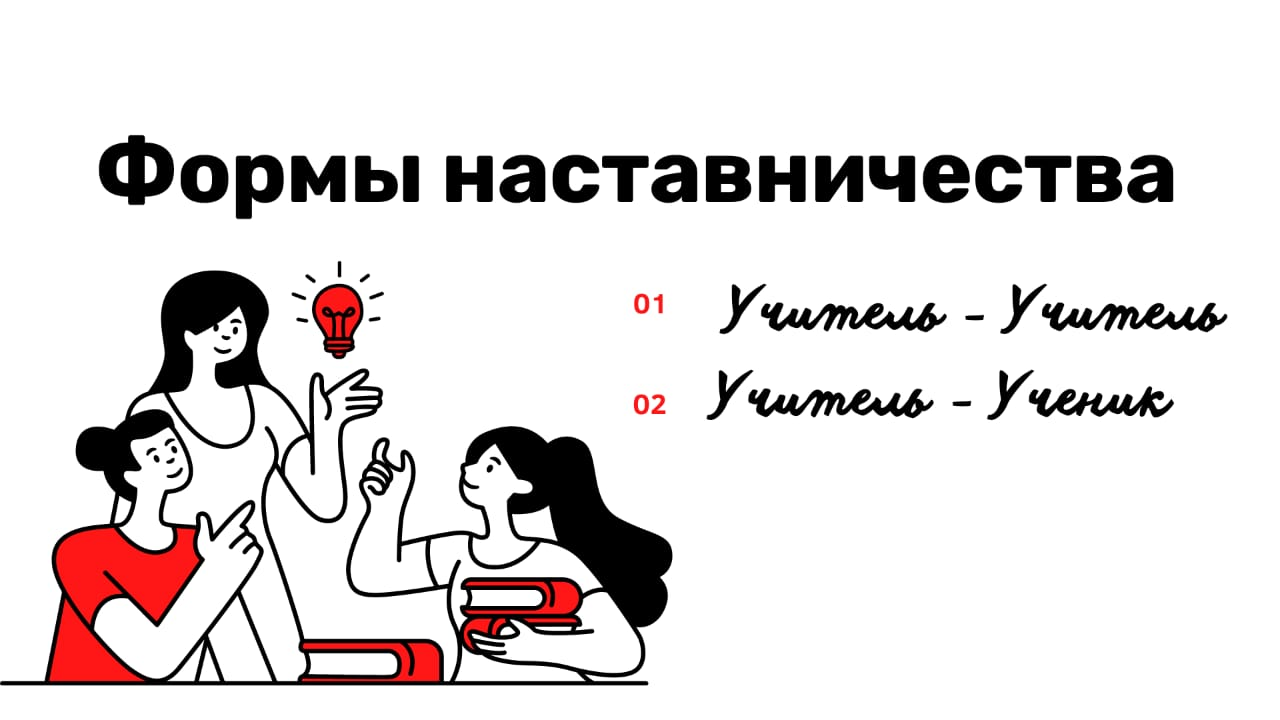 Формы наставничества
01 Учитель - Учитель
02 Учитель - Ученик